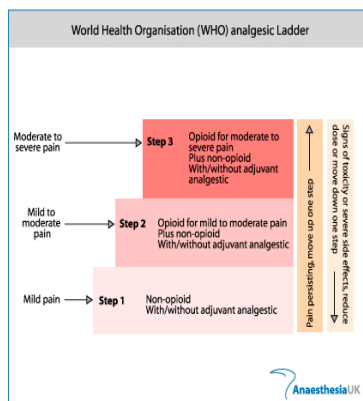 World Health Organisation (WHO) analgesic Ladder
Moderate to
severe pain
Step 3
Opioid for moderate to
severe pain
Plus non-opioid
With/without adjuvant
analgestic
Mild to
moderate
pain
Step 2
Opioid for mild to moderate pain
Plus non-opioid
With/without adjuvant analgestic
Mild pain
Step 1
Non-opioid
With/without adjuvant analgestic
Pain persisting, move up one step
Signs of toxicity or severe side effects, reduce
dose or move down one step
AnaesthesiaUK